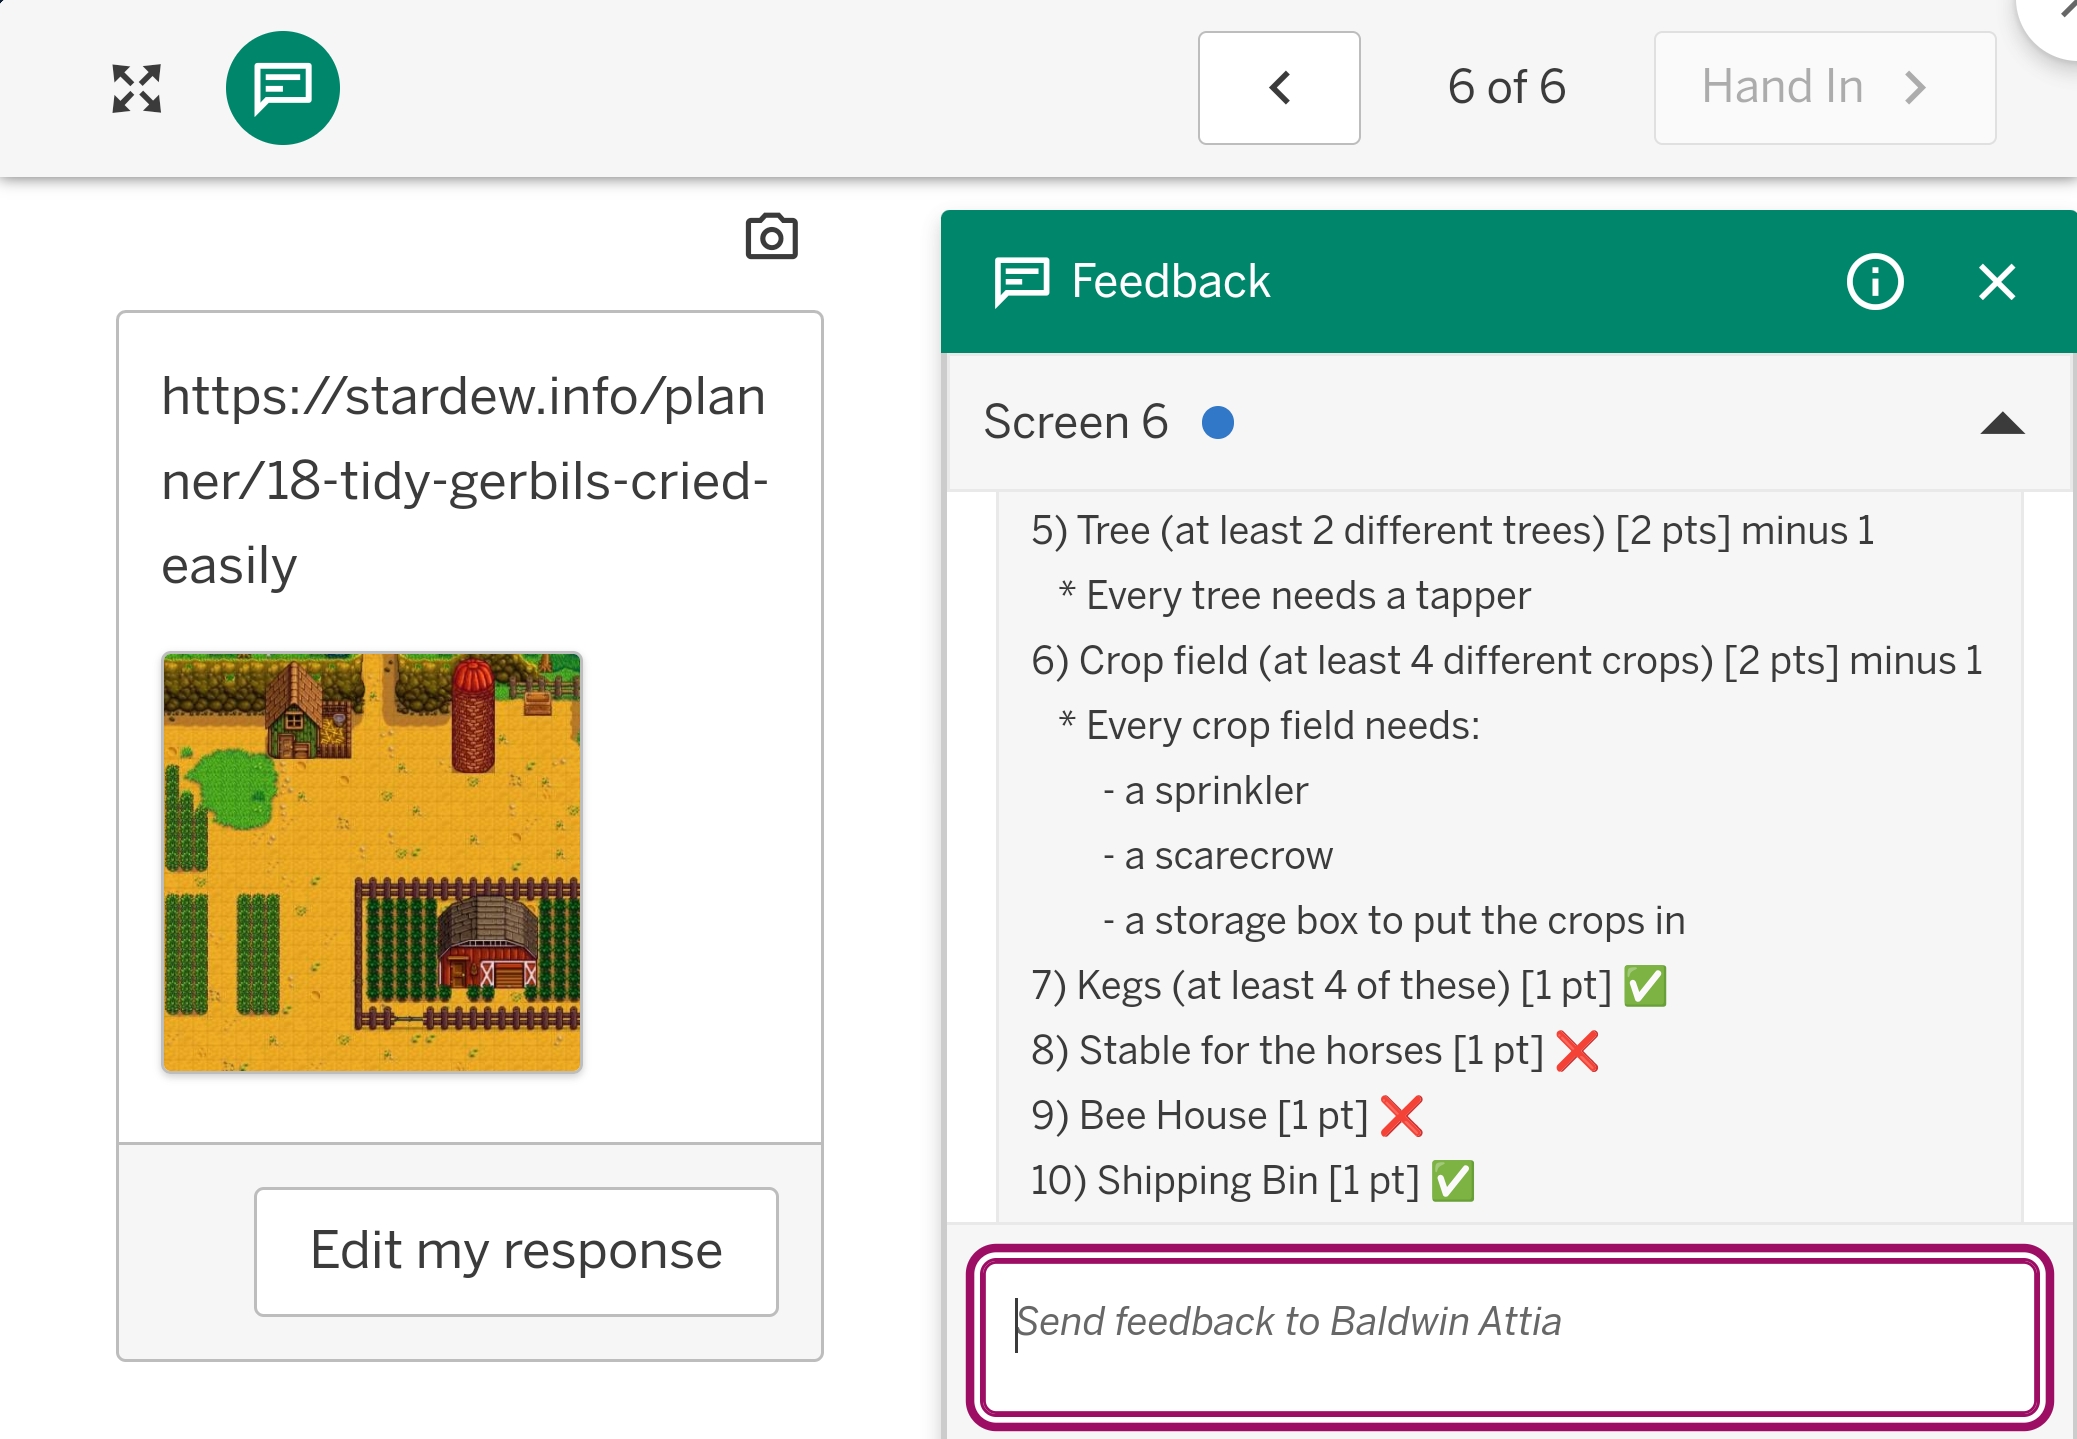 6 of 6
Hand In
https://stardew.info/plan
ner/18-tidy-gerbils-cried-
easily
Edit my response
Feedback
Screen 6
5) Tree (at least 2 different trees) [2 pts] minus 1
* Every tree needs a tapper
6) Crop field (at least 4 different crops) [2 pts] minus 1
* Every crop field needs:
- a sprinkler
- a scarecrow
- a storage box to put the crops in
7) Kegs (at least 4 of these) [1 pt] ✅
8) Stable for the horses [1 pt] ❌
9) Bee House [1 pt] ❌
10) Shipping Bin [1 pt] ✅
Send feedback to Baldwin Attia